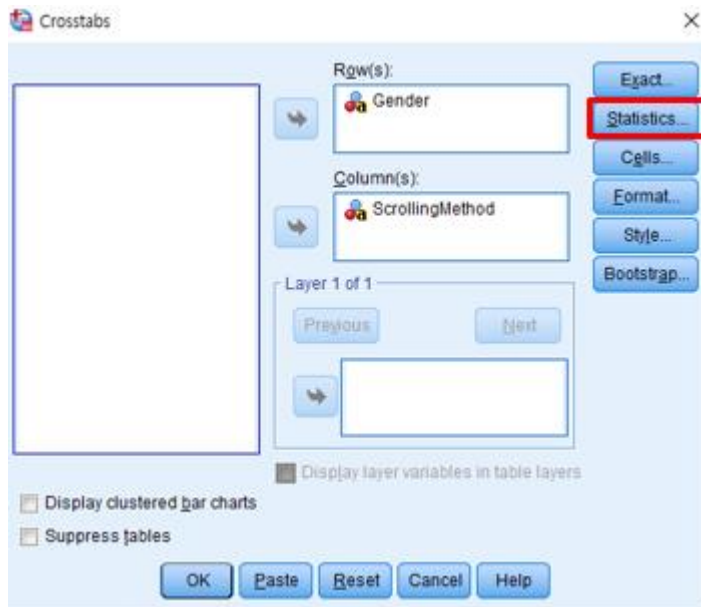 Crosstabs
Row(s):
Gender
Column(s):
ScrollingMethod
Layer 1 of 1
Previous
Next
Display layer variables in table layers
Exact...
Statistics...
Cells...
Format...
Style...
Bootstrap...
Display clustered bar charts
Suppress tables
OK
Paste
Reset
Cancel
Help